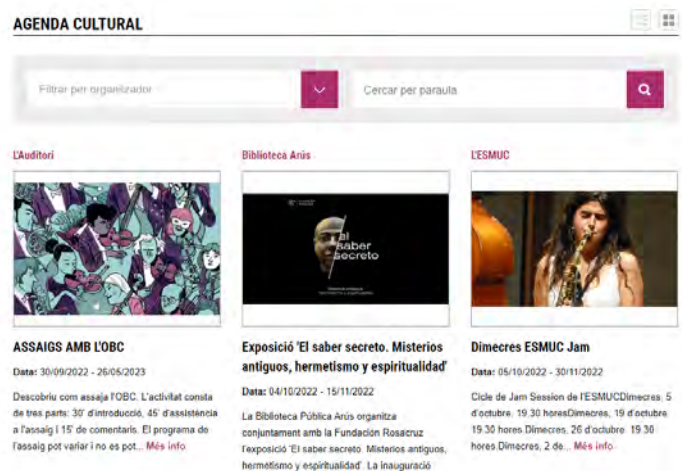 AGENDA CULTURAL
Filtrar per organitzador
Cercar per paraula
L'Auditori
Biblioteca Arús
L'ESMUC
al
saber
secreto
ASSAIGS AMB L'OBC
Data: 30/09/2022 - 26/05/2023
Descobriu com assaja l'OBC. L'activitat consta
de tres parts: 30' d'introducció, 45' d'assistència
a l'assaig i 15' de comentaris. El programa de
l'assaig pot variar i no es pot... Més info
Exposició 'El saber secreto. Misterios
antiguos, hermetismo y espiritualidad'
Data: 04/10/2022 - 15/11/2022
La Biblioteca Pública Arús organitza
conjuntament amb la Fundación Rosacruz
l'exposició 'El saber secreto. Misterios antiguos,
hermetismo y espiritualidad'. La inauguració
Dimecres ESMUC Jam
Data: 05/10/2022 - 30/11/2022
Cicle de Jam Session de l'ESMUCDimecres, 5
d'octubre. 19.30 horesDimecres, 19 d'octubre.
19.30 hores.Dimecres, 26 d'octubre. 19.30
hores.Dimecres, 2 de... Més info